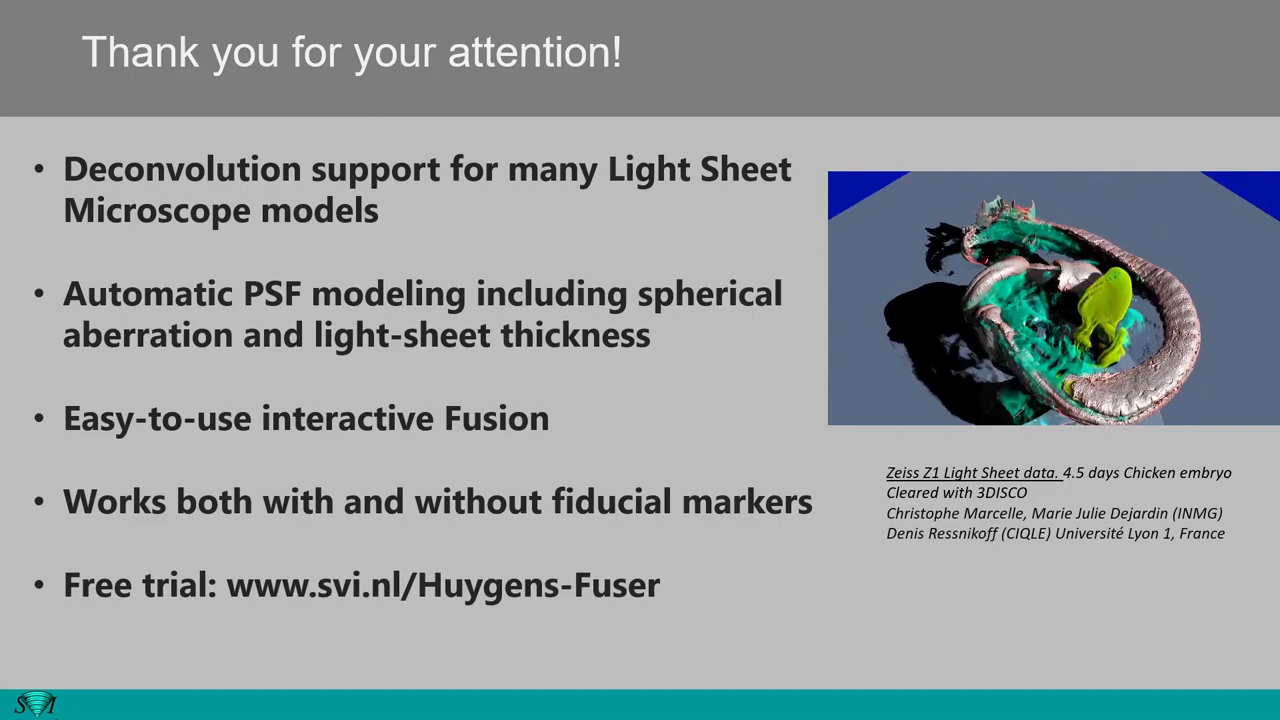 Thank you for your attention!
• Deconvolution support for many Light Sheet
Microscope models
• Automatic PSF modeling including spherical
aberration and light-sheet thickness
• Easy-to-use interactive Fusion
• Works both with and without fiducial markers
• Free trial: www.svi.nl/Huygens-Fuser
Zeiss Z1 Light Sheet data. 4.5 days Chicken embryo
Cleared with 3DISCO
Christophe Marcelle, Marie Julie Dejardin (INMG)
Denis Ressnikoff (CIQLE) Université Lyon 1, France
SVI